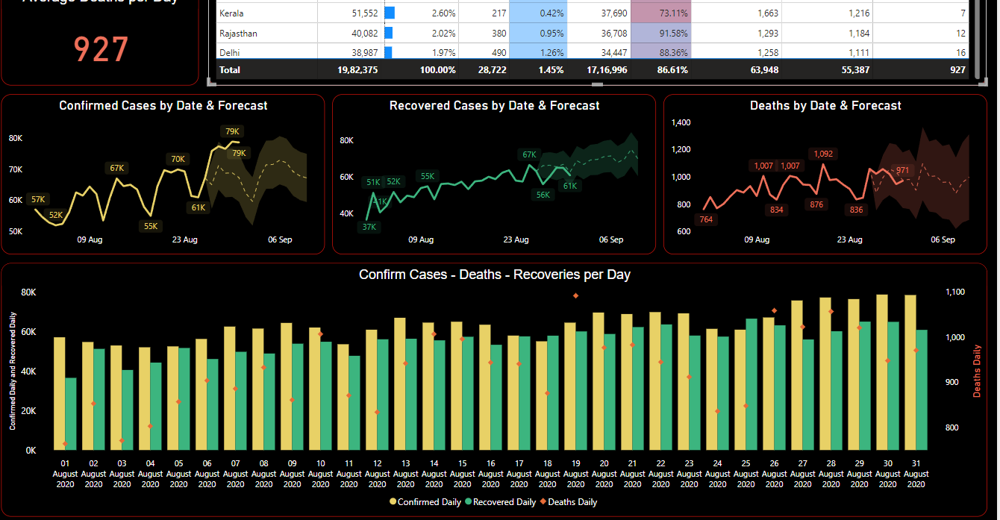 Average Deaths per Day
927
Kerala 51,552 2.60% 217 0.42% 37,690 73.11% 1,663 1,216 7
Rajasthan 40,082 2.02% 380 0.95% 36,708 91.58% 1,293 1,184 12
Delhi 38,987 1.97% 490 1.26% 34,447 88.36% 1,258 1,111 16
Total 19,82,375 100.00% 28,722 1.45% 17,16,996 86.61% 63,948 55,387 927
Confirmed Cases by Date & Forecast
80K
70K
60K
50K
57K
52K
67K
55K
70K
61K
79K
79K
09 Aug 23 Aug 06 Sep
Recovered Cases by Date & Forecast
80K
60K
40K
37K
51K
41K
52K
55K
67K
56K
61K
09 Aug 23 Aug 06 Sep
Deaths by Date & Forecast
1,400
1,200
1,000
800
600
764
1,007
834
1,007
876
1,092
836
971
09 Aug 23 Aug 06 Sep
Confirm Cases - Deaths - Recoveries per Day
Confirmed Daily and Recovered Daily
80K
60K
40K
20K
0K
1,100
1,000
900
800
Deaths Daily
01 02 03 04 05 06 07 08 09 10 11 12 13 14 15 16 17 18 19 20 21 22 23 24 25 26 27 28 29 30 31
August August August August August August August August August August August August August August August August August August August August August August August August August August August August August August August
2020 2020 2020 2020 2020 2020 2020 2020 2020 2020 2020 2020 2020 2020 2020 2020 2020 2020 2020 2020 2020 2020 2020 2020 2020 2020 2020 2020 2020 2020 2020
Confirmed Daily Recovered Daily Deaths Daily